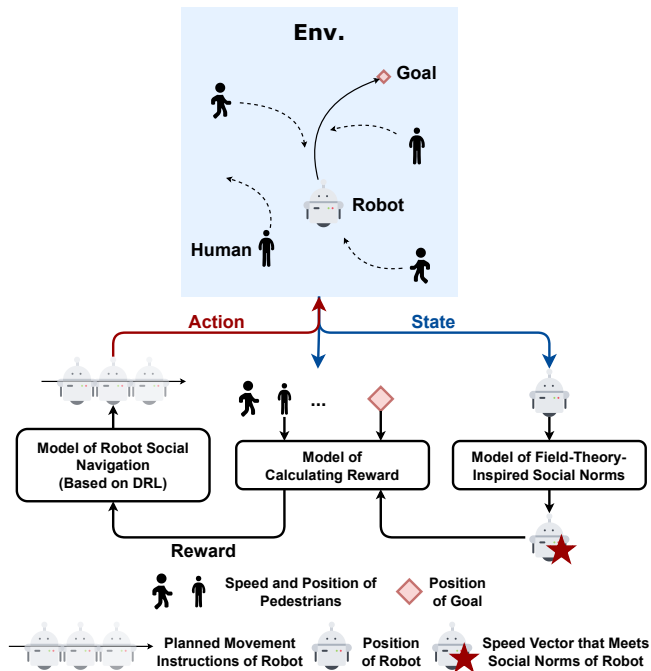 Env.
Goal
Robot
Human
Action
State
...
Model of Robot Social
Navigation
(Based on DRL)
Model of
Calculating Reward
Model of Field-Theory-
Inspired Social Norms
Reward
Speed and Position of
Pedestrians
Position
of Goal
Planned Movement
Instructions of Robot
Position
of Robot
Speed Vector that Meets
Social Norms of Robot